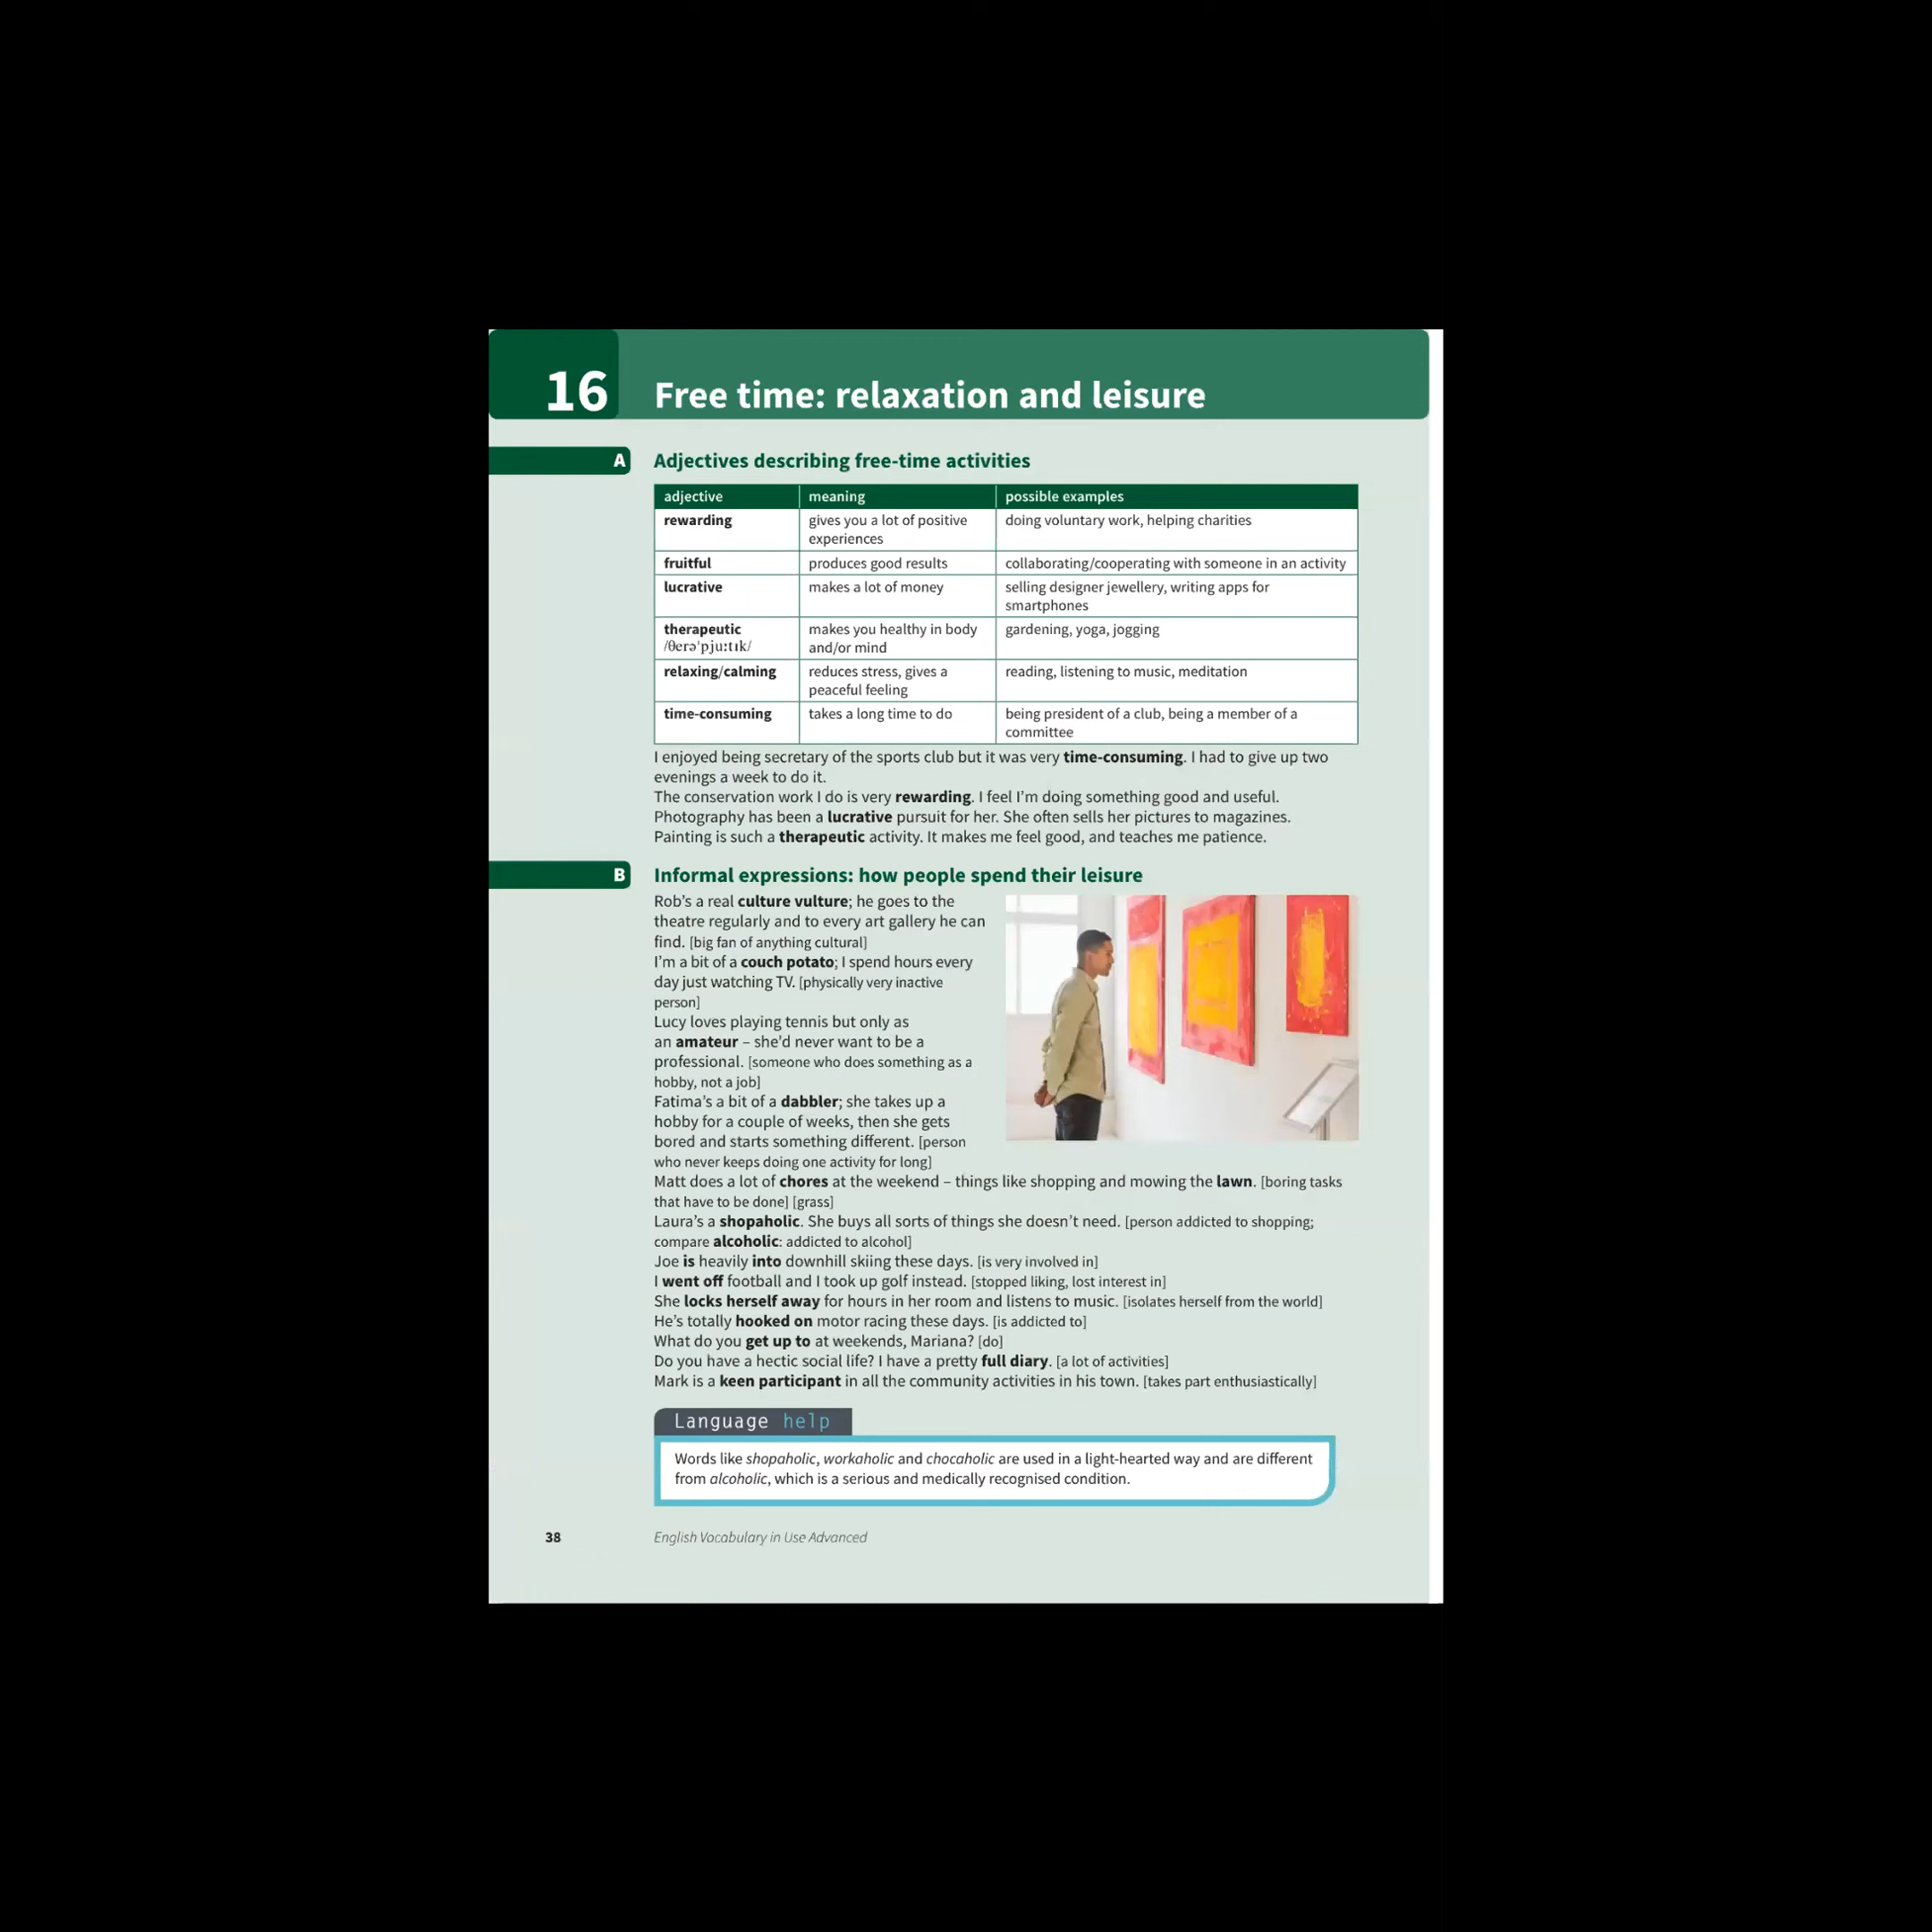 16
Free time: relaxation and leisure
A
Adjectives describing free-time activities
adjective meaning possible examples
rewarding gives you a lot of positive doing voluntary work, helping charities
experiences
fruitful produces good results collaborating/cooperating with someone in an activity
lucrative makes a lot of money selling designer jewellery, writing apps for
smartphones
therapeutic makes you healthy in body gardening, yoga, jogging
/θerəˈpjuːtɪk/ and/or mind
relaxing/calming reduces stress, gives a reading, listening to music, meditation
peaceful feeling
time-consuming takes a long time to do being president of a club, being a member of a
committee
I enjoyed being secretary of the sports club but it was very time-consuming. I had to give up two
evenings a week to do it.
The conservation work I do is very rewarding. I feel I'm doing something good and useful.
Photography has been a lucrative pursuit for her. She often sells her pictures to magazines.
Painting is such a therapeutic activity. It makes me feel good, and teaches me patience.
B
Informal expressions: how people spend their leisure
Rob's a real culture vulture; he goes to the
theatre regularly and to every art gallery he can
find. [big fan of anything cultural]
I'm a bit of a couch potato; I spend hours every
day just watching TV. [physically very inactive
person]
Lucy loves playing tennis but only as
an amateur – she'd never want to be a
professional. [someone who does something as a
hobby, not a job]
Fatima's a bit of a dabbler; she takes up a
hobby for a couple of weeks, then she gets
bored and starts something different. [person
who never keeps doing one activity for long]
Matt does a lot of chores at the weekend – things like shopping and mowing the lawn. [boring tasks
that have to be done] [grass]
Laura's a shopaholic. She buys all sorts of things she doesn't need. [person addicted to shopping;
compare alcoholic: addicted to alcohol]
Joe is heavily into downhill skiing these days. [is very involved in]
I went off football and I took up golf instead. [stopped liking, lost interest in]
She locks herself away for hours in her room and listens to music. [isolates herself from the world]
He's totally hooked on motor racing these days. [is addicted to]
What do you get up to at weekends, Mariana? [do]
Do you have a hectic social life? I have a pretty full diary. [a lot of activities]
Mark is a keen participant in all the community activities in his town. [takes part enthusiastically]
Language help
Words like shopaholic, workaholic and chocaholic are used in a light-hearted way and are different
from alcoholic, which is a serious and medically recognised condition.
38
English Vocabulary in Use Advanced